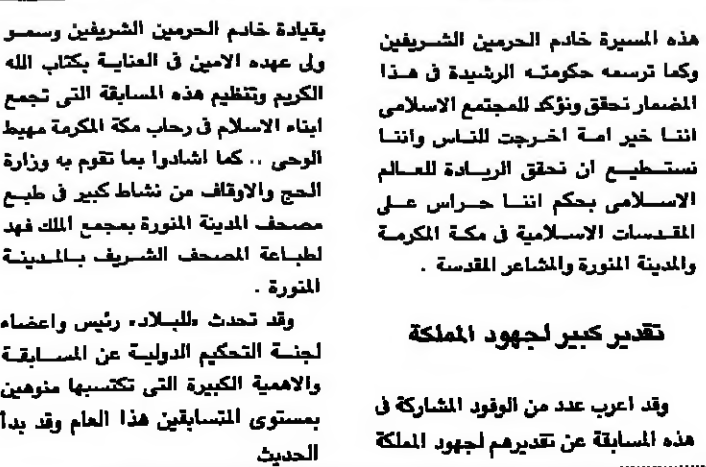 هذه المسيرة خادم الحرمين الشريفين
وكما ترسمه حكومته الرشيدة فى هذا
المضمار تحقق ونؤكد للمجتمع الاسلامى
اننا خير امة اخرجت للناس واننا
نستطيع ان نحقق الريادة للعالم
الاسلامى بحكم اننا حراس على
المقدسات الاسلامية فى مكة المكرمة
والمدينة المنورة والمشاعر المقدسة .
تقدير كبير لجهود المملكة
وقد اعرب عدد من الوفود المشاركة فى
هذه المسابقة عن تقديرهم لجهود المملكة
بقيادة خادم الحرمين الشريفين وسمو
ولى عهده الامين فى العناية بكتاب الله
الكريم وتنظيم هذه المسابقة التى تجمع
ابناء الاسلام فى رحاب مكة المكرمة مهبط
الوحى .. كما اشادوا بما تقوم به وزارة
الحج والاوقاف من نشاط كبير فى طبع
مصحف المدينة المنورة بمجمع الملك فهد
لطباعة المصحف الشريف بالمدينة
المنورة .
وقد تحدث «للبلاد» رئيس واعضاء
لجنة التحكيم الدولية عن المسابقة
والاهمية الكبيرة التى تكتسبها منوهين
بمستوى المتسابقين هذا العام وقد بدأ
الحديث